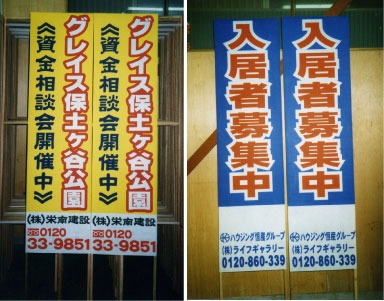 グレイス保土ヶ谷公園
《資金相談会開催中》
(株)栄南建設
0120
33-9851
グレイス保土ヶ谷公園
《資金相談会開催中》
(株)栄南建設
0120
33-9851
入居者募集中
ハウジング恒産グループ
(株)ライフギャラリー
0120-860-339
入居者募集中
ハウジング恒産グループ
(株)ライフギャラリー
0120-860-339